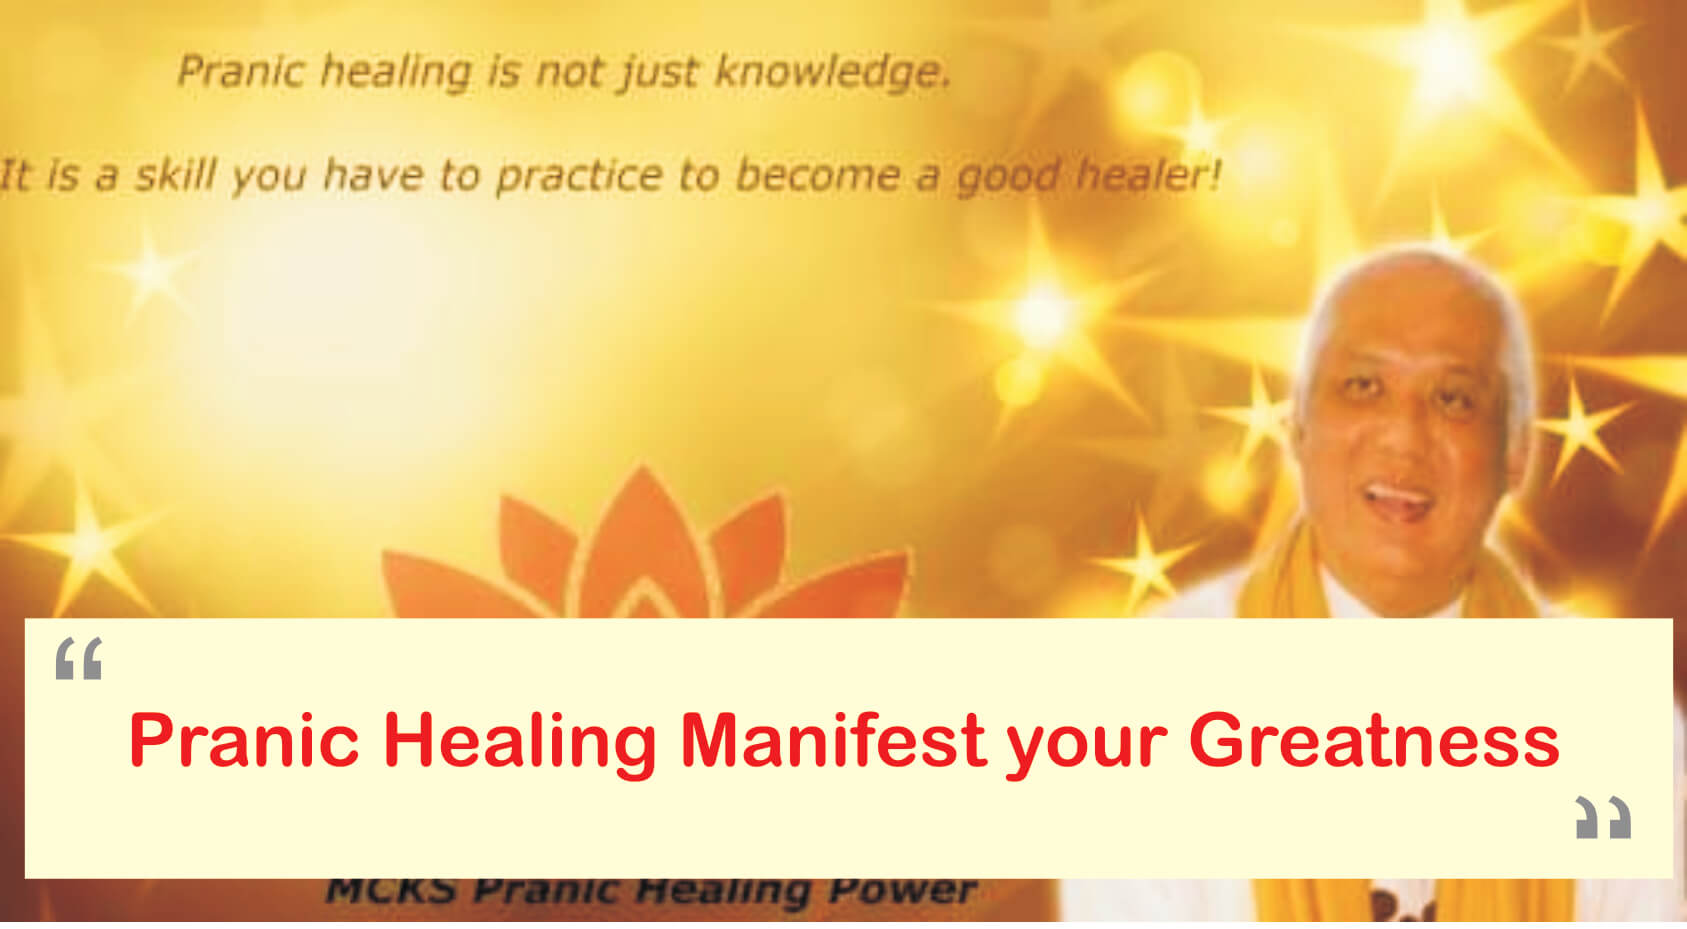 Pranic healing is not just knowledge.
It is a skill you have to practice to become a good healer!
“
Pranic Healing Manifest your Greatness
”
MCKS Pranic Healing Power